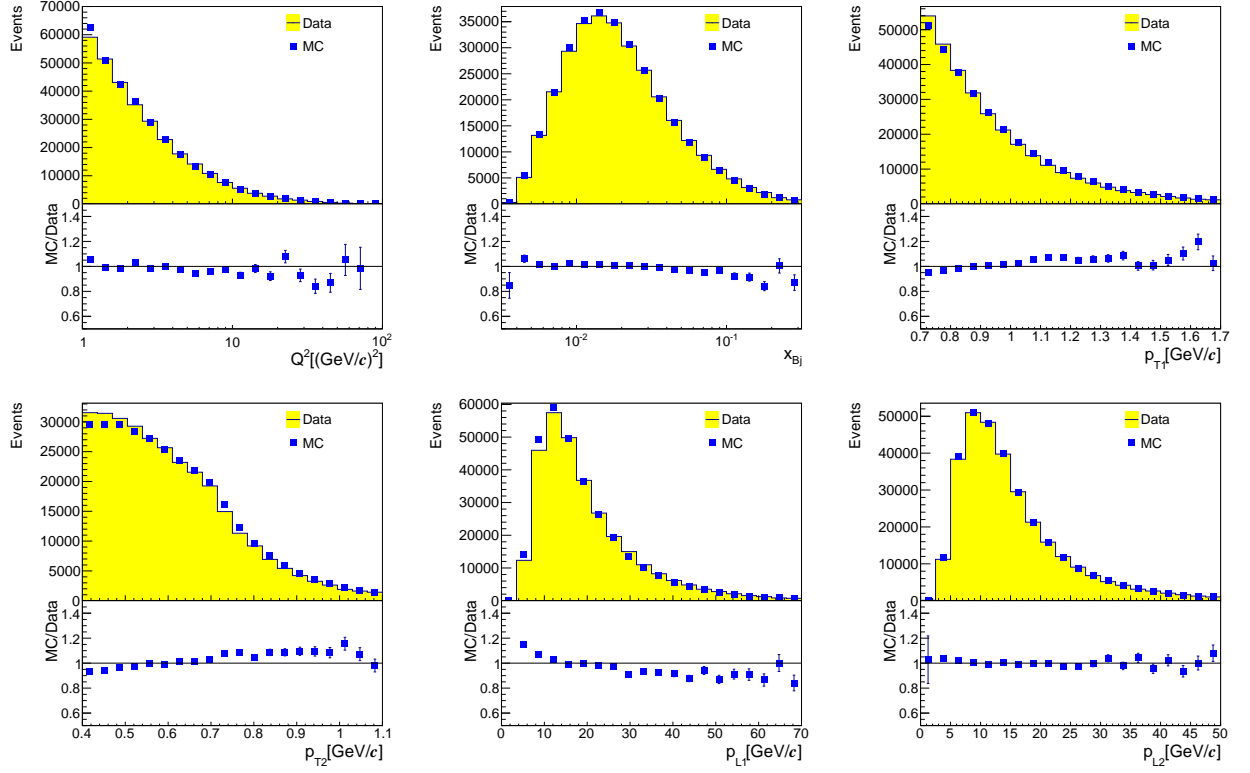 Events
70000
60000
50000
40000
30000
20000
10000
0
Data
MC
MC/Data
1.4
1.2
1
0.8
0.6
1 10 10²
Q²[(GeV/c)²]
Events
35000
30000
25000
20000
15000
10000
5000
0
Data
MC
MC/Data
1.4
1.2
1
0.8
0.6
10⁻² 10⁻¹
x_Bj
Events
50000
40000
30000
20000
10000
0
Data
MC
MC/Data
1.4
1.2
1
0.8
0.6
0.7 0.8 0.9 1 1.1 1.2 1.3 1.4 1.5 1.6 1.7
p_T1[GeV/c]
Events
30000
25000
20000
15000
10000
5000
0
Data
MC
MC/Data
1.4
1.2
1
0.8
0.6
0.4 0.5 0.6 0.7 0.8 0.9 1 1.1
p_T2[GeV/c]
Events
60000
50000
40000
30000
20000
10000
0
Data
MC
MC/Data
1.4
1.2
1
0.8
0.6
0 10 20 30 40 50 60 70
p_L1[GeV/c]
Events
50000
40000
30000
20000
10000
0
Data
MC
MC/Data
1.4
1.2
1
0.8
0.6
0 5 10 15 20 25 30 35 40 45 50
p_L2[GeV/c]